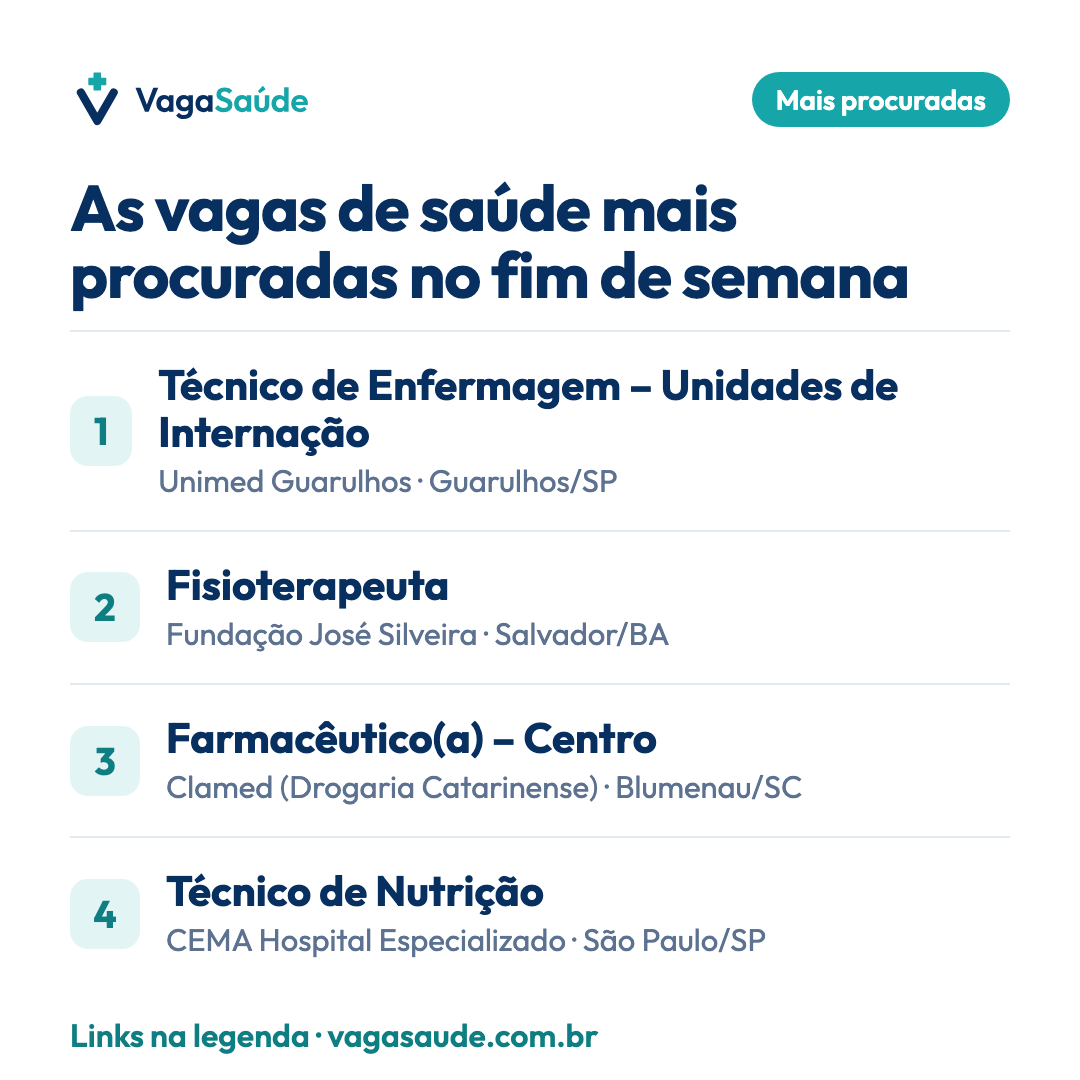 VagaSaúde
Mais procuradas
As vagas de saúde mais
procuradas no fim de semana
1
Técnico de Enfermagem – Unidades de
Internação
Unimed Guarulhos · Guarulhos/SP
2
Fisioterapeuta
Fundação José Silveira · Salvador/BA
3
Farmacêutico(a) – Centro
Clamed (Drogaria Catarinense) · Blumenau/SC
4
Técnico de Nutrição
CEMA Hospital Especializado · São Paulo/SP
Links na legenda · vagasaude.com.br